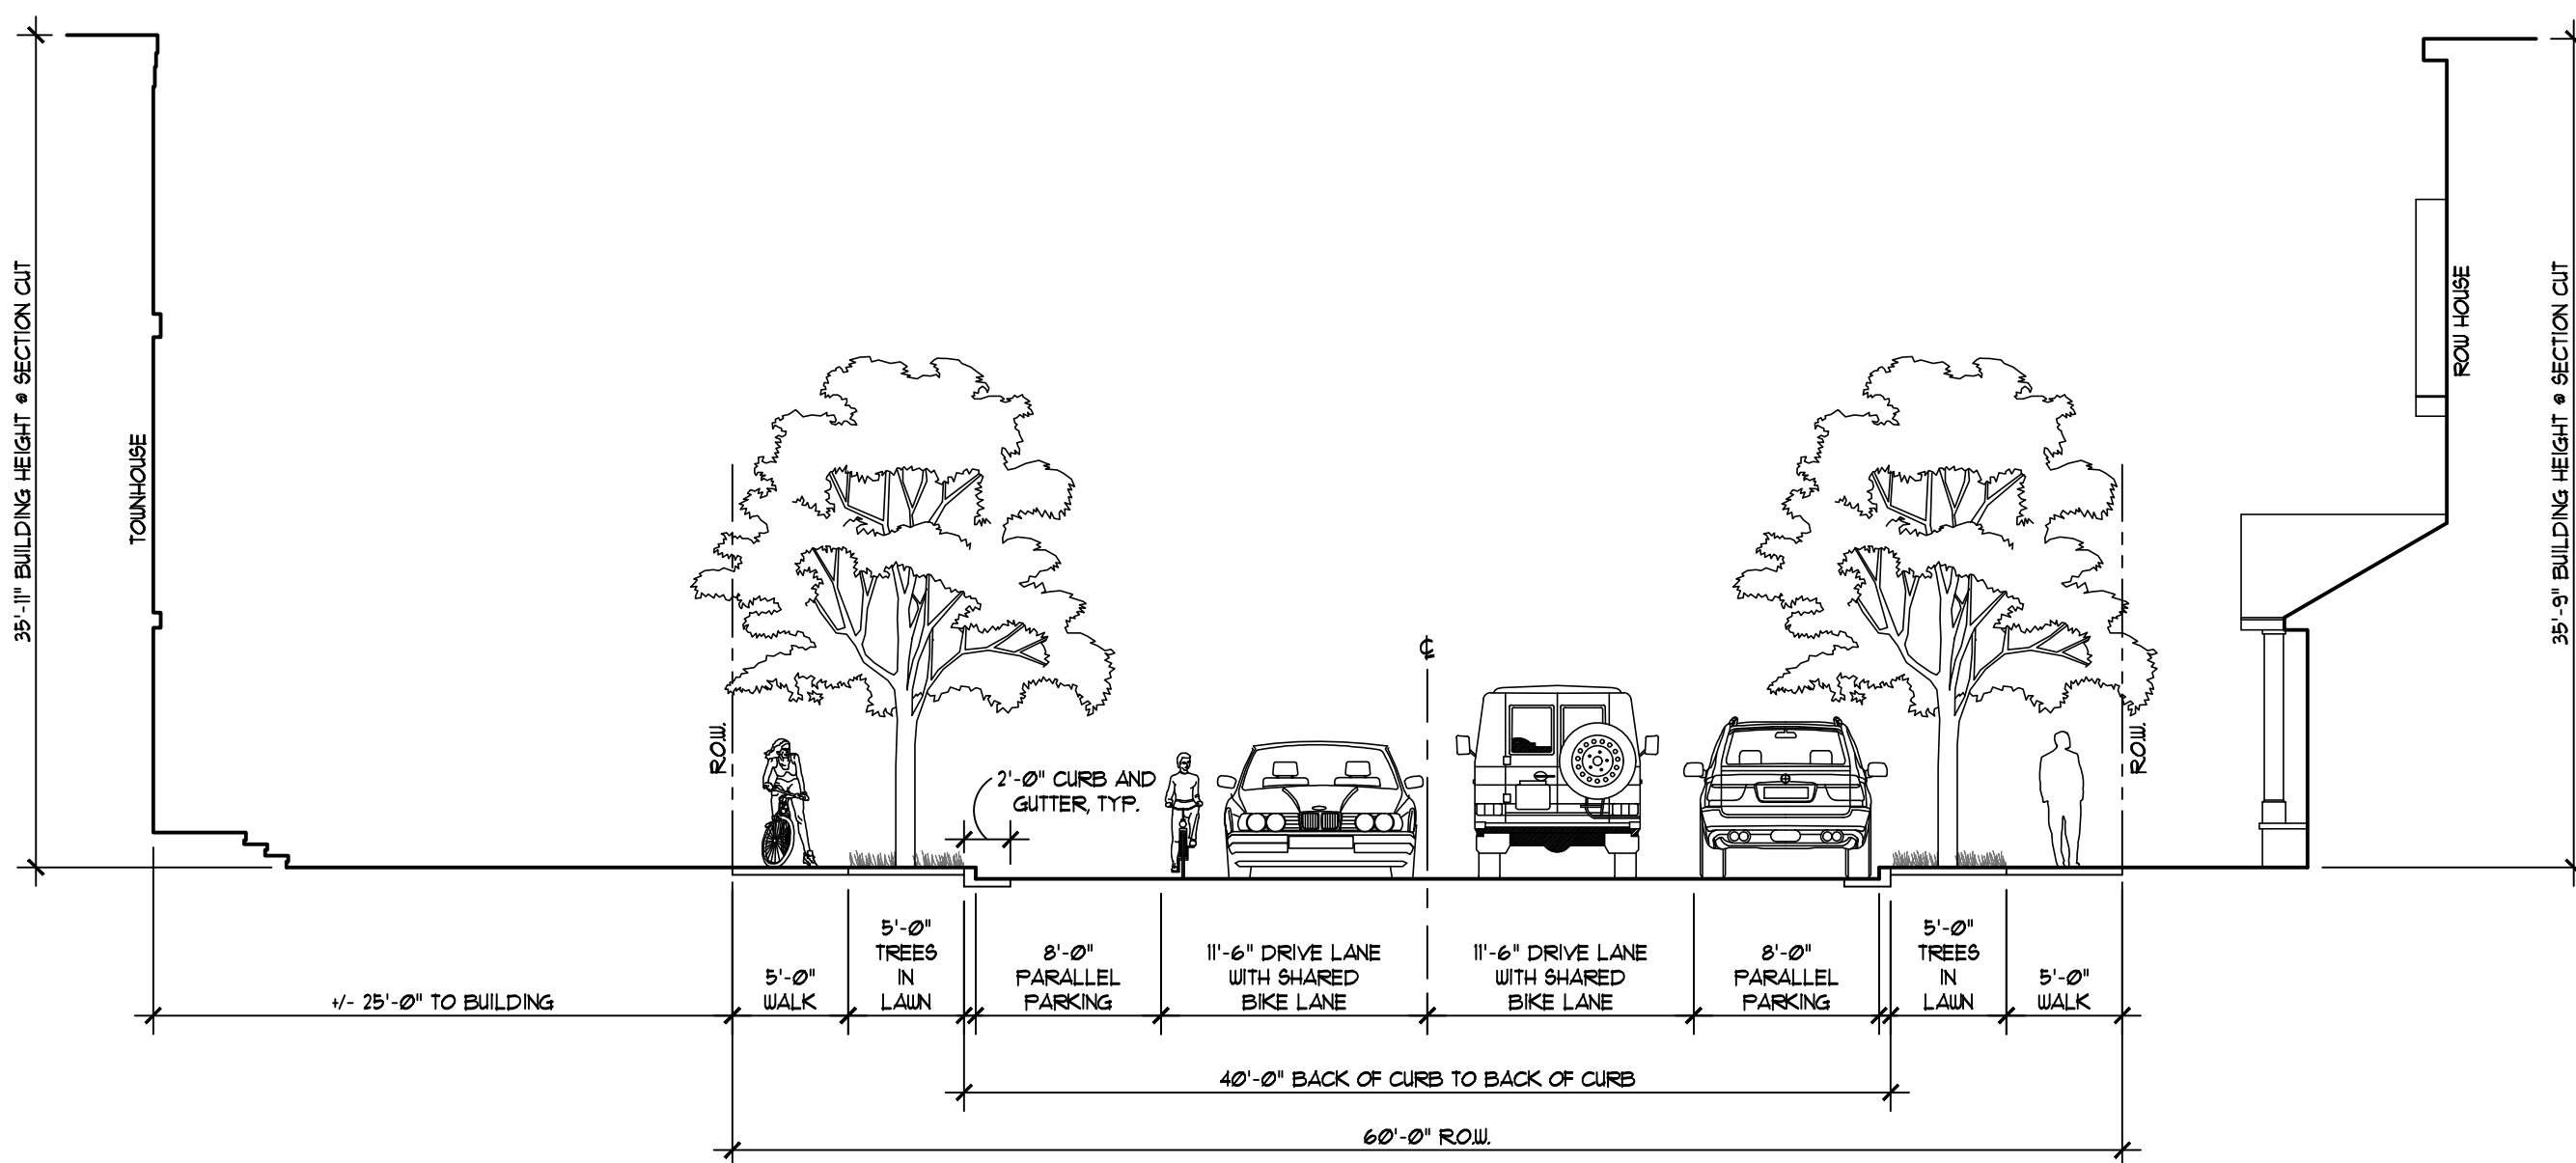 35'-11" BUILDING HEIGHT @ SECTION CUT
TOWNHOUSE
R.O.W.
2'-0" CURB AND
GUTTER, TYP.
℄
R.O.W.
ROW HOUSE
35'-9" BUILDING HEIGHT @ SECTION CUT
+/- 25'-0" TO BUILDING
5'-0"
WALK
5'-0"
TREES
IN
LAWN
8'-0"
PARALLEL
PARKING
11'-6" DRIVE LANE
WITH SHARED
BIKE LANE
11'-6" DRIVE LANE
WITH SHARED
BIKE LANE
8'-0"
PARALLEL
PARKING
5'-0"
TREES
IN
LAWN
5'-0"
WALK
40'-0" BACK OF CURB TO BACK OF CURB
60'-0" R.O.W.